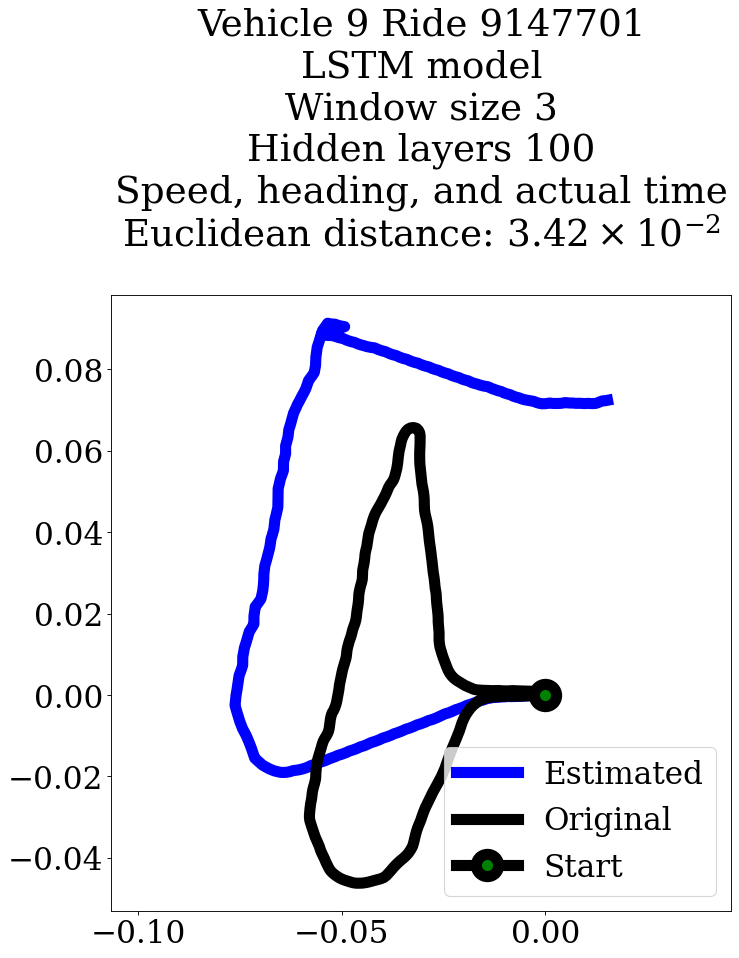 Vehicle 9 Ride 9147701
LSTM model
Window size 3
Hidden layers 100
Speed, heading, and actual time
Euclidean distance: 3.42 × 10⁻²
0.08
0.06
0.04
0.02
0.00
−0.02
−0.04
−0.10
−0.05
0.00
Estimated
Original
Start